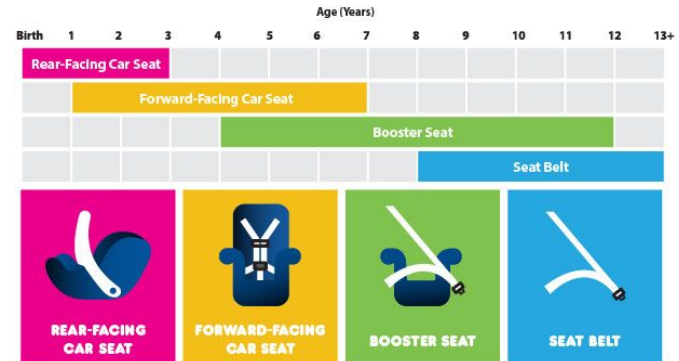 Age (Years)
Birth 1 2 3 4 5 6 7 8 9 10 11 12 13+
Rear-Facing Car Seat
Forward-Facing Car Seat
Booster Seat
Seat Belt
REAR-FACING
CAR SEAT
FORWARD-FACING
CAR SEAT
BOOSTER SEAT
SEAT BELT